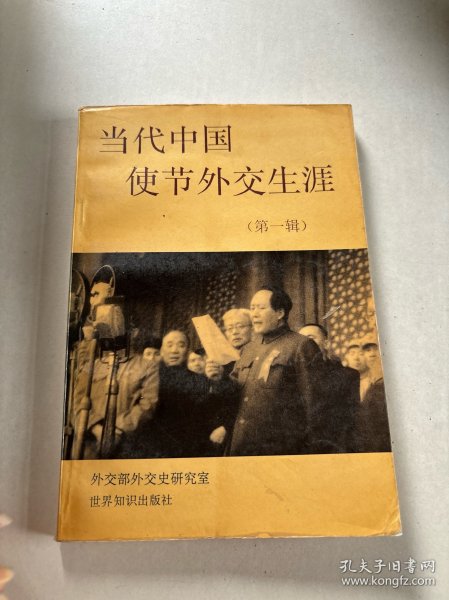 当代中国
使节外交生涯
（第一辑）
外交部外交史研究室
世界知识出版社
孔夫子旧书网
www.kongfz.com